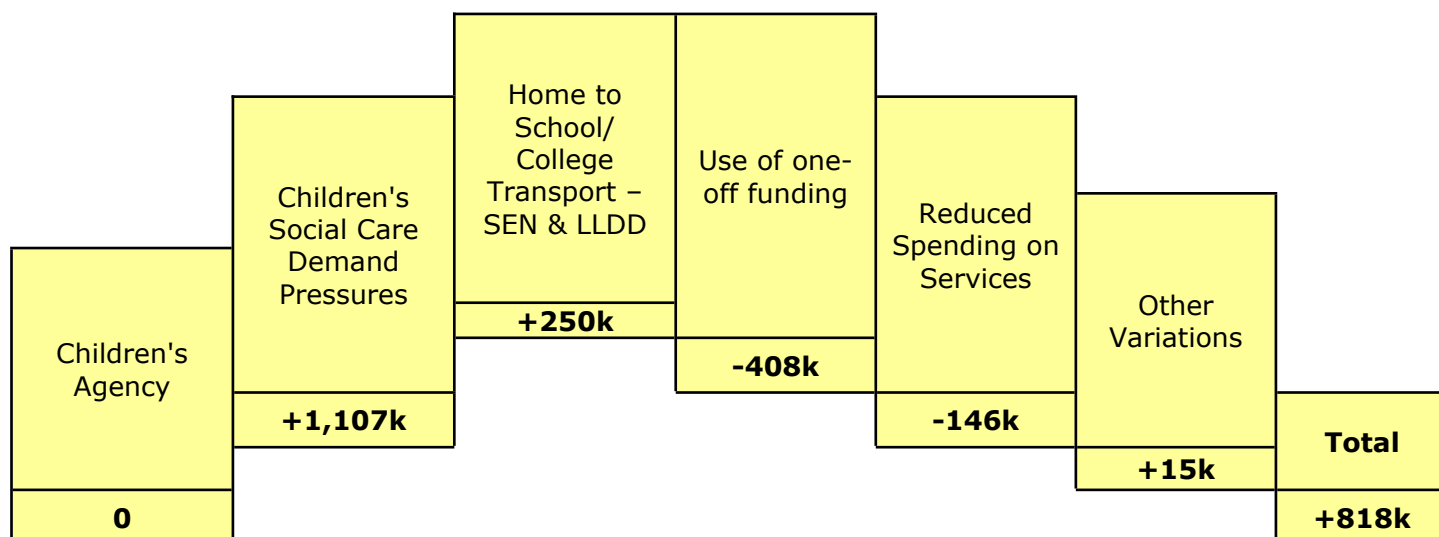 Children's
Agency
0
Children's
Social Care
Demand
Pressures
+1,107k
Home to
School/
College
Transport –
SEN & LLDD
+250k
Use of one-
off funding
-408k
Reduced
Spending on
Services
-146k
Other
Variations
+15k
Total
+818k